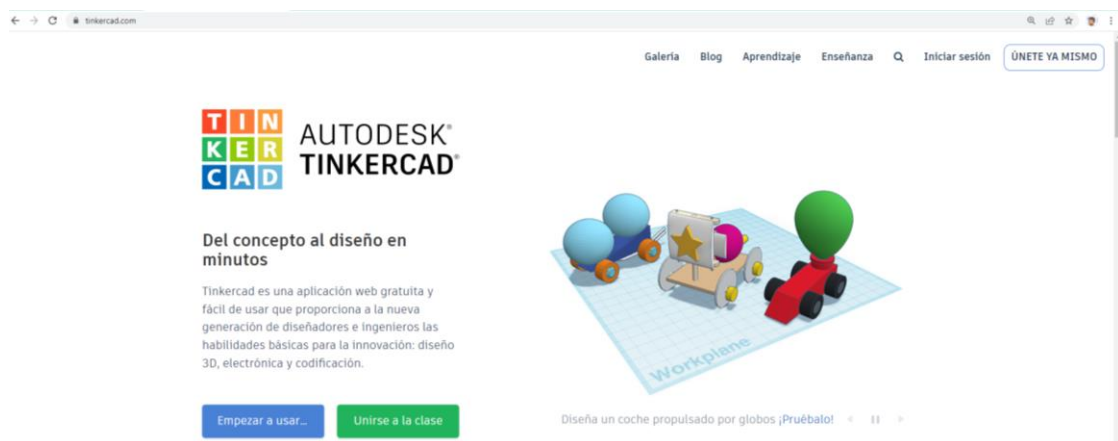 tinkercad.com
Galería Blog Aprendizaje Enseñanza Iniciar sesión ÚNETE YA MISMO
TIN
KER
CAD
AUTODESK®
TINKERCAD®
Del concepto al diseño en
minutos
Tinkercad es una aplicación web gratuita y
fácil de usar que proporciona a la nueva
generación de diseñadores e ingenieros las
habilidades básicas para la innovación: diseño
3D, electrónica y codificación.
Empezar a usar... Unirse a la clase
Workplane
Diseña un coche propulsado por globos ¡Pruébalo!